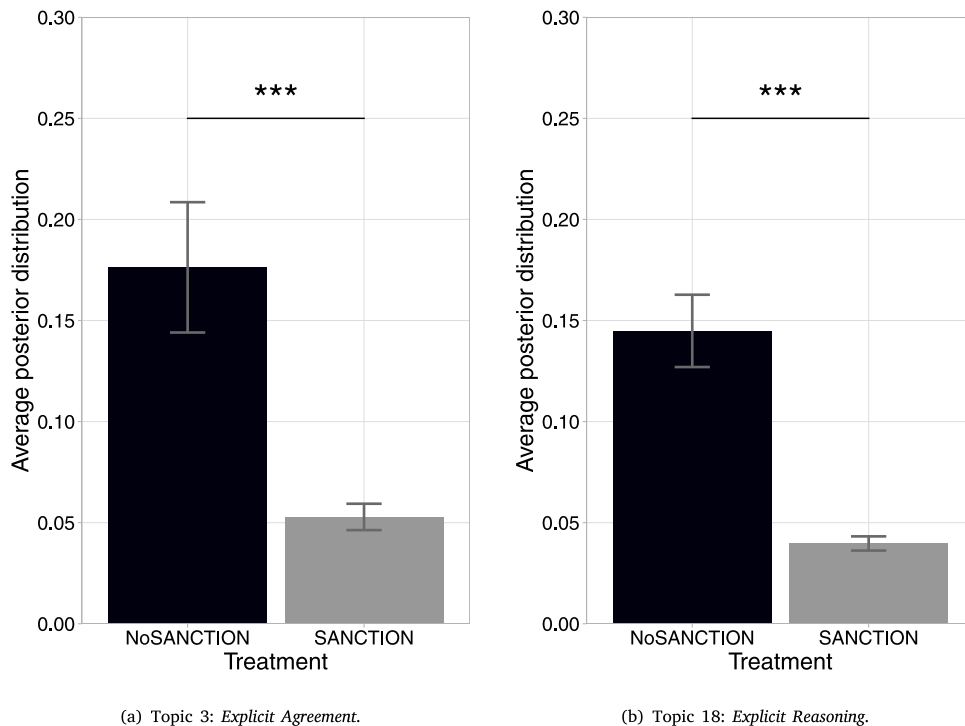 0.30
0.25
0.20
0.15
0.10
0.05
0.00
Average posterior distribution
***
NoSANCTION SANCTION
Treatment
(a) Topic 3: Explicit Agreement.
0.30
0.25
0.20
0.15
0.10
0.05
0.00
Average posterior distribution
***
NoSANCTION SANCTION
Treatment
(b) Topic 18: Explicit Reasoning.